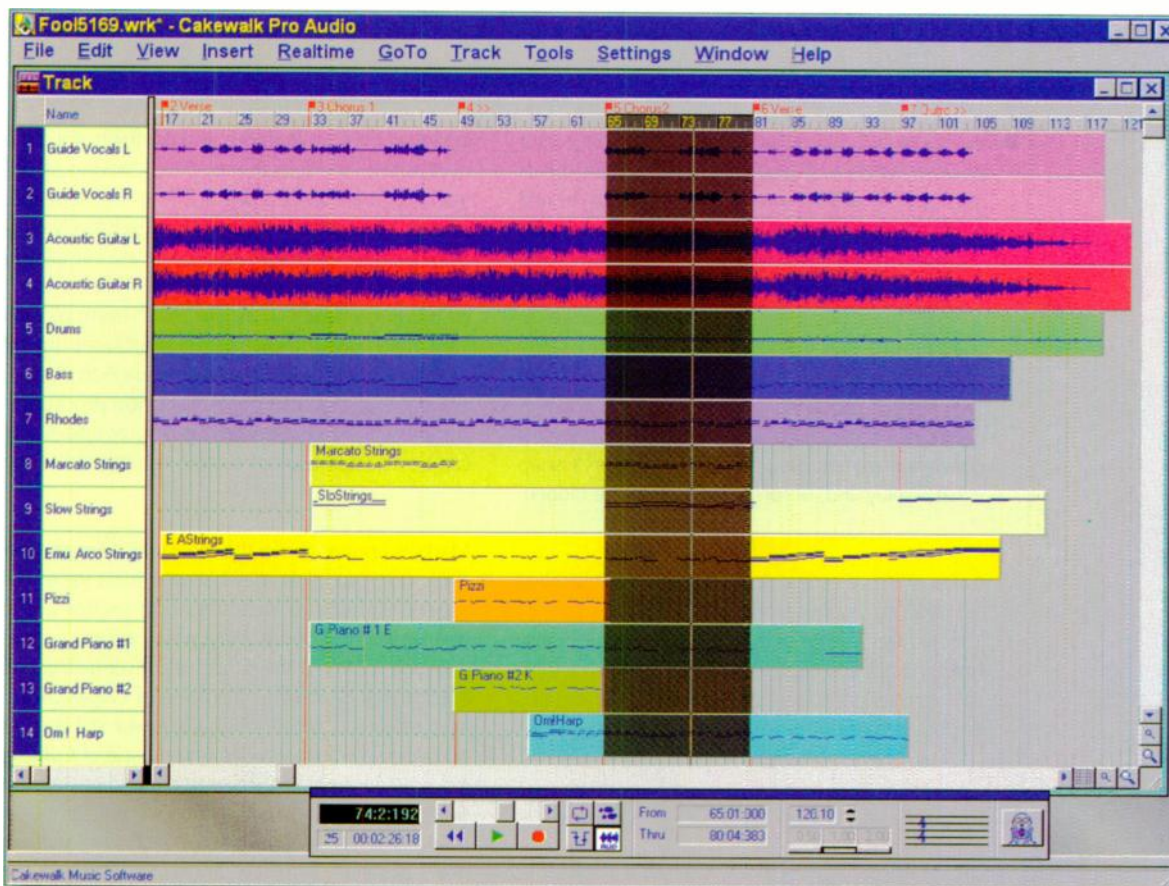 Fool5169.wrk* - Cakewalk Pro Audio
File Edit View Insert Realtime GoTo Track Tools Settings Window Help
Track
Name
2 Verse 3 Chorus 1 4 >> 5 Chorus2 6 Verse 7 Outro >>
17 21 25 29 33 37 41 45 49 53 57 61 65 69 73 77 81 85 89 93 97 101 105 109 113 117 121
1 Guide Vocals L
2 Guide Vocals R
3 Acoustic Guitar L
4 Acoustic Guitar R
5 Drums
6 Bass
7 Rhodes
8 Marcato Strings Marcato Strings
9 Slow Strings SloStrings
10 Emu Arco Strings E AStrings
11 Pizzi Pizzi
12 Grand Piano #1 G Piano # 1 E
13 Grand Piano #2 G Piano #2 K
14 Om! Harp Om!Harp
74:2:192 From 65:01:000 120.10
25 00:02:26:18 Thru 80:04:383
4
4
Cakewalk Music Software